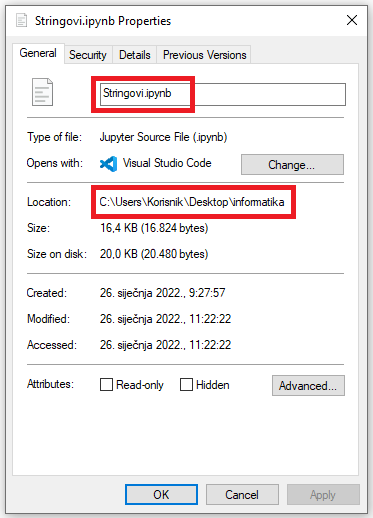 Stringovi.ipynb Properties
General Security Details Previous Versions
Stringovi.ipynb
Type of file: Jupyter Source File (.ipynb)
Opens with: Visual Studio Code Change...
Location: C:\Users\Korisnik\Desktop\informatika
Size: 16,4 KB (16.824 bytes)
Size on disk: 20,0 KB (20.480 bytes)
Created: 26. siječnja 2022., 9:27:57
Modified: 26. siječnja 2022., 11:22:22
Accessed: 26. siječnja 2022., 11:22:22
Attributes: Read-only Hidden Advanced...
OK Cancel Apply